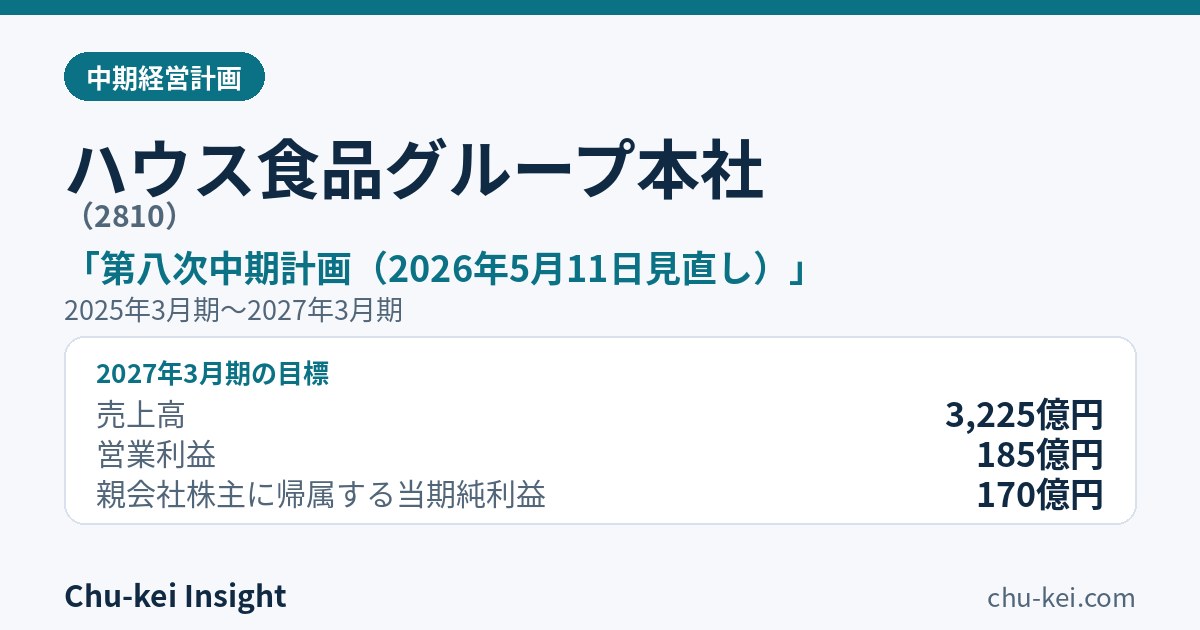 中期経営計画
ハウス食品グループ本社
（2810）
「第八次中期計画（2026年5月11日見直し）」
2025年3月期～2027年3月期
2027年3月期の目標
売上高 3,225億円
営業利益 185億円
親会社株主に帰属する当期純利益 170億円
Chu-kei Insight chu-kei.com